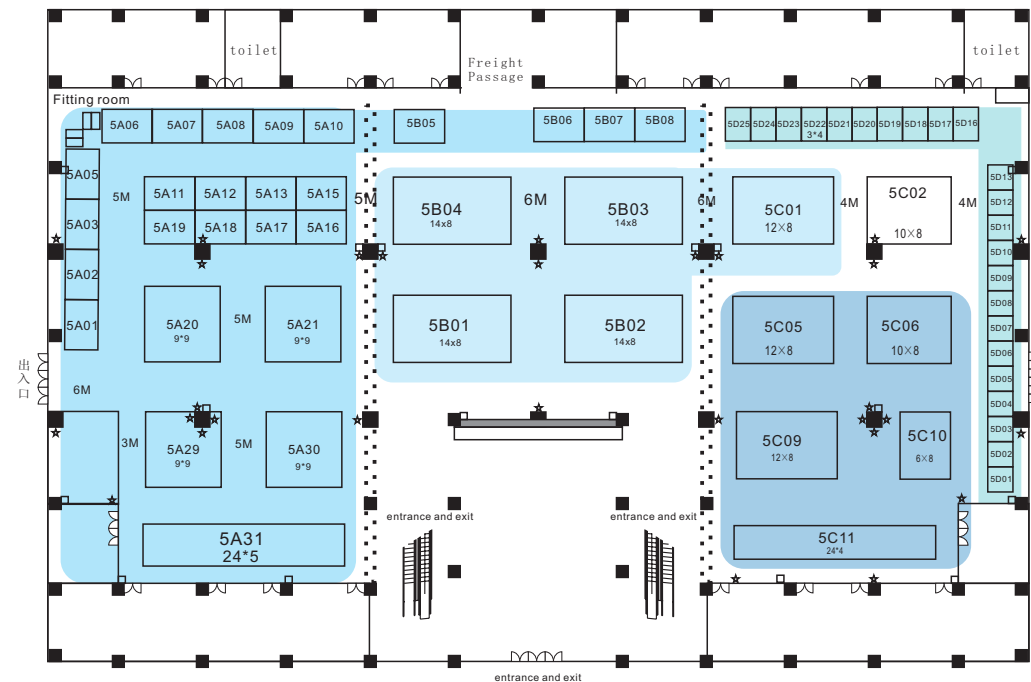 toilet
toilet
Freight
Passage
Fitting room
5A06
5A07
5A08
5A09
5A10
5B05
5B06
5B07
5B08
5D25
5D24
5D23
5D22
3*4
5D21
5D20
5D19
5D18
5D17
5D16
5A05
5M
5A11
5A12
5A13
5A15
5M
5B04
14x8
6M
5B03
14x8
6M
5C01
12×8
4M
5C02
10×8
4M
5D13
5D12
5D11
5D10
5D09
5D08
5D07
5D06
5D05
5D04
5D03
5D02
5D01
5A03
5A19
5A18
5A17
5A16
5A02
5A01
5A20
9*9
5M
5A21
9*9
5B01
14x8
5B02
14x8
5C05
12×8
5C06
10×8
出入口
6M
3M
5A29
9*9
5M
5A30
9*9
5C09
12×8
5C10
6×8
entrance and exit
entrance and exit
5A31
24*5
5C11
24*4
entrance and exit